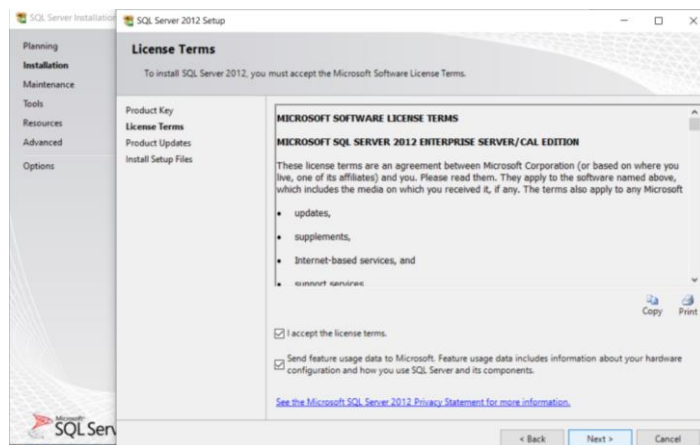 SQL Server Installation
Planning
Installation
Maintenance
Tools
Resources
Advanced
Options
Microsoft
SQL Serv
SQL Server 2012 Setup
License Terms
To install SQL Server 2012, you must accept the Microsoft Software License Terms.
Product Key
License Terms
Product Updates
Install Setup Files
MICROSOFT SOFTWARE LICENSE TERMS
MICROSOFT SQL SERVER 2012 ENTERPRISE SERVER/CAL EDITION
These license terms are an agreement between Microsoft Corporation (or based on where you
live, one of its affiliates) and you. Please read them. They apply to the software named above,
which includes the media on which you received it, if any. The terms also apply to any Microsoft
• updates,
• supplements,
• Internet-based services, and
• support services
Copy Print
I accept the license terms.
Send feature usage data to Microsoft. Feature usage data includes information about your hardware
configuration and how you use SQL Server and its components.
See the Microsoft SQL Server 2012 Privacy Statement for more information.
< Back Next > Cancel